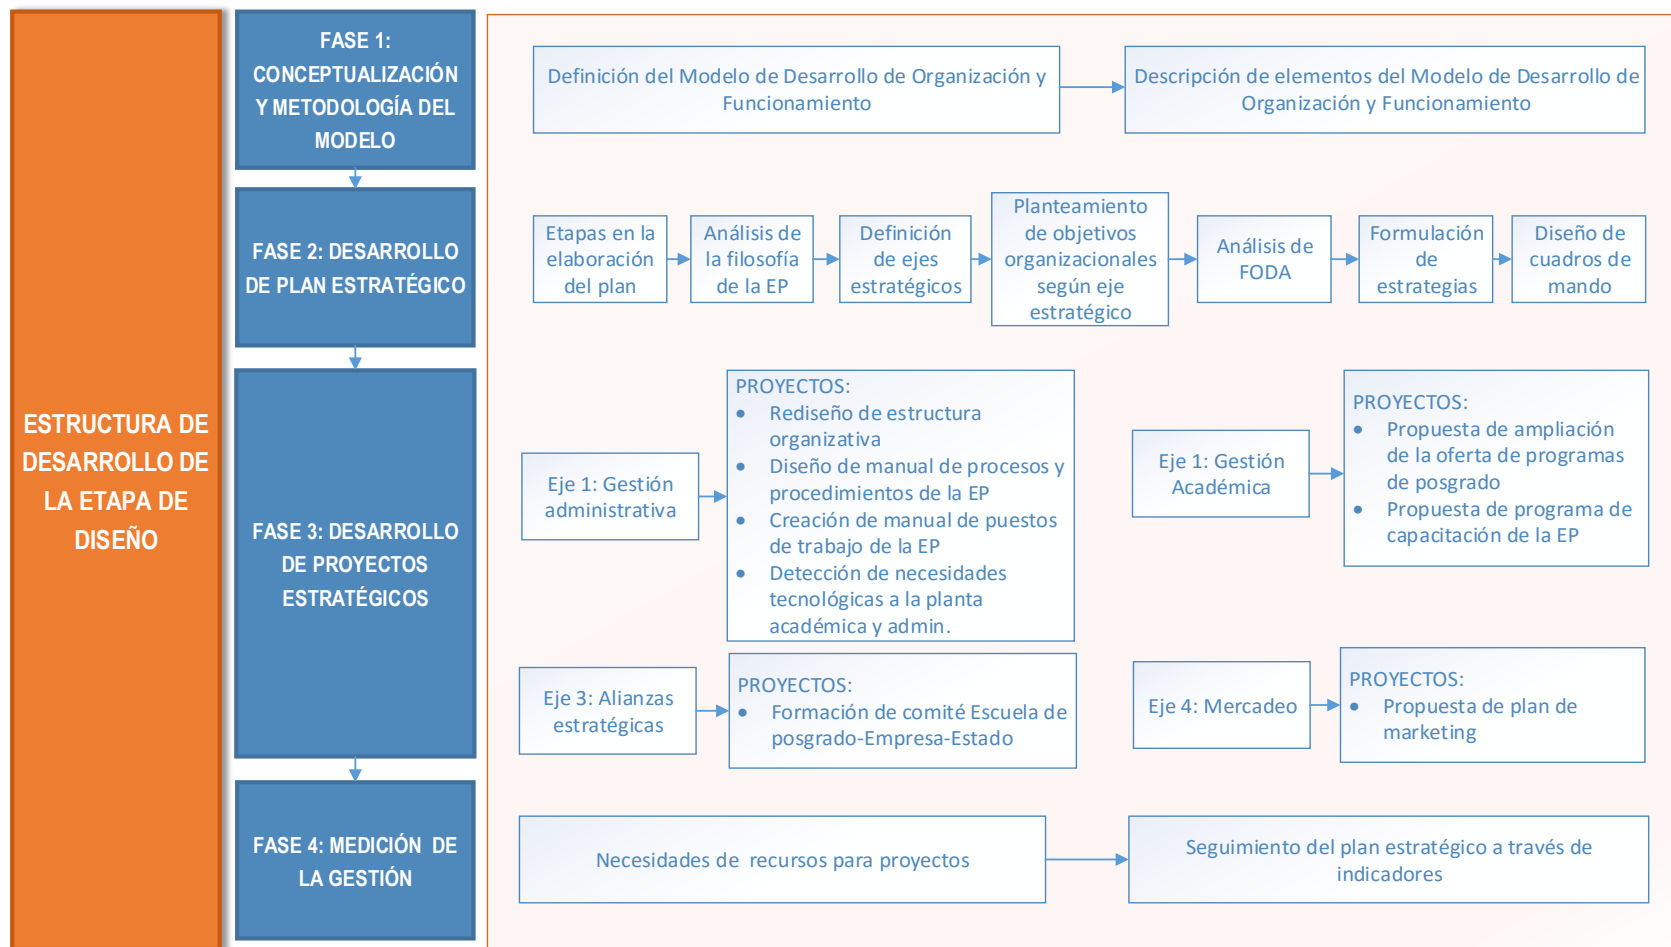 ESTRUCTURA DE
DESARROLLO DE
LA ETAPA DE
DISEÑO
FASE 1:
CONCEPTUALIZACIÓN
Y METODOLOGÍA DEL
MODELO
Definición del Modelo de Desarrollo de Organización y
Funcionamiento
Descripción de elementos del Modelo de Desarrollo de
Organización y Funcionamiento
FASE 2: DESARROLLO
DE PLAN ESTRATÉGICO
Etapas en la
elaboración
del plan
Análisis de
la filosofía
de la EP
Definición
de ejes
estratégicos
Planteamiento
de objetivos
organizacionales
según eje
estratégico
Análisis de
FODA
Formulación
de
estrategias
Diseño de
cuadros de
mando
FASE 3: DESARROLLO
DE PROYECTOS
ESTRATÉGICOS
Eje 1: Gestión
administrativa
PROYECTOS:
• Rediseño de estructura
organizativa
• Diseño de manual de procesos y
procedimientos de la EP
• Creación de manual de puestos
de trabajo de la EP
• Detección de necesidades
tecnológicas a la planta
académica y admin.
Eje 1: Gestión
Académica
PROYECTOS:
• Propuesta de ampliación
de la oferta de programas
de posgrado
• Propuesta de programa de
capacitación de la EP
Eje 3: Alianzas
estratégicas
PROYECTOS:
• Formación de comité Escuela de
posgrado-Empresa-Estado
Eje 4: Mercadeo
PROYECTOS:
• Propuesta de plan de
marketing
FASE 4: MEDICIÓN DE
LA GESTIÓN
Necesidades de recursos para proyectos
Seguimiento del plan estratégico a través de
indicadores